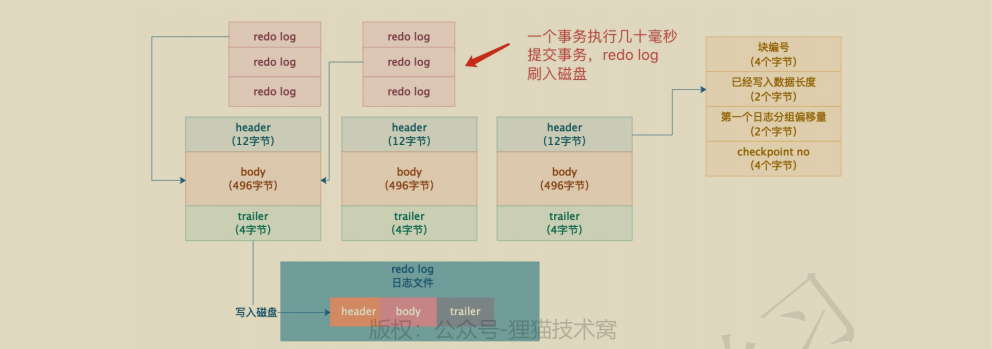 redo log
redo log
redo log
redo log
redo log
redo log
一个事务执行几十毫秒
提交事务，redo log
刷入磁盘
块编号
(4个字节)
已经写入数据长度
(2个字节)
第一个日志分组偏移量
(2个字节)
checkpoint no
(4个字节)
header
(12字节)
body
(496字节)
trailer
(4字节)
header
(12字节)
body
(496字节)
trailer
(4字节)
header
(12字节)
body
(496字节)
trailer
(4字节)
redo log
日志文件
写入磁盘
header
body
trailer
版权：公众号-狸猫技术窝